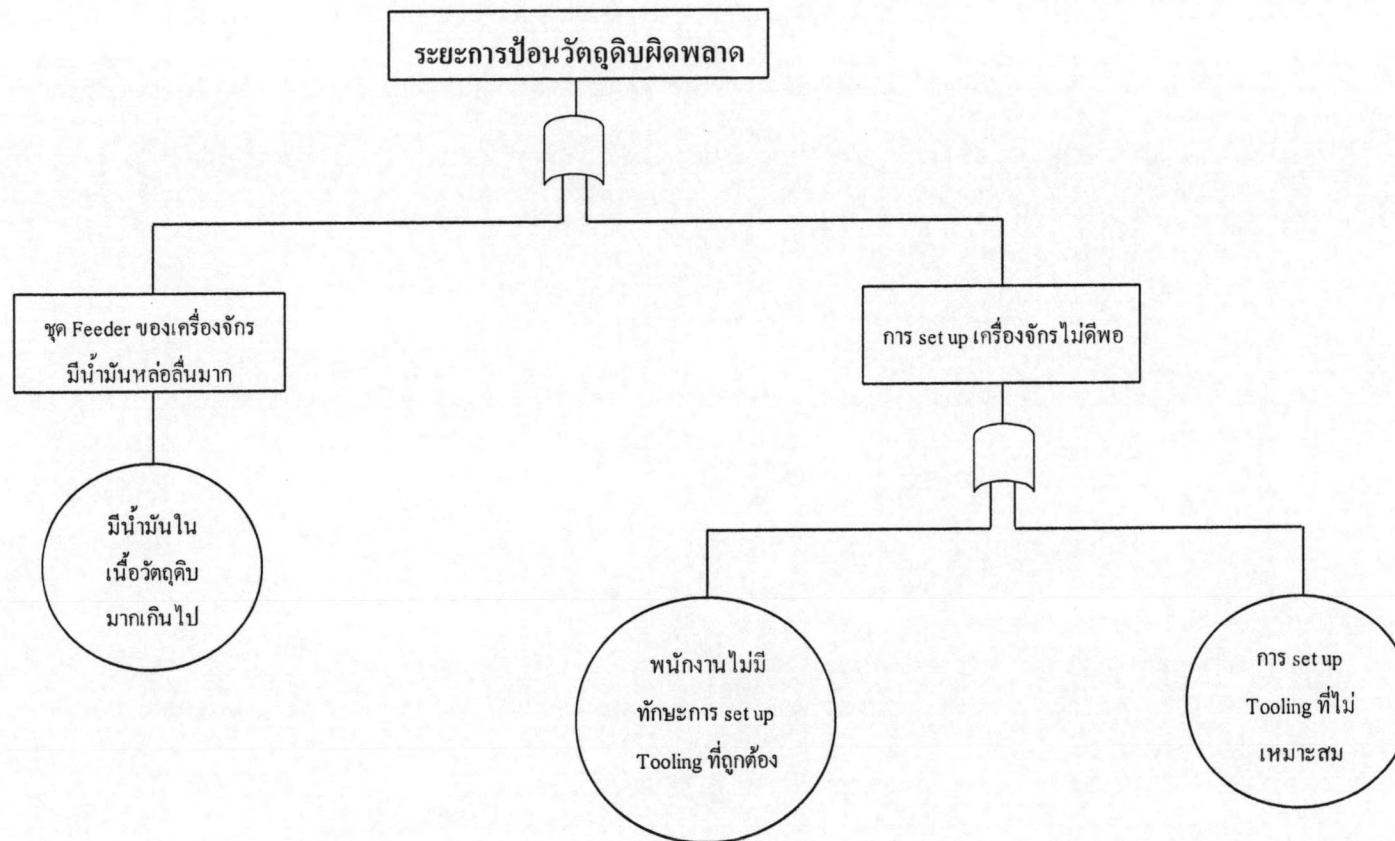 ระยะการป้อนวัตถุดิบผิดพลาด
ชุด Feeder ของเครื่องจักร
มีน้ำมันหล่อลื่นมาก
การ set up เครื่องจักรไม่ดีพอ
มีน้ำมันใน
เนื้อวัตถุดิบ
มากเกินไป
พนักงานไม่มี
ทักษะการ set up
Tooling ที่ถูกต้อง
การ set up
Tooling ที่ไม่
เหมาะสม